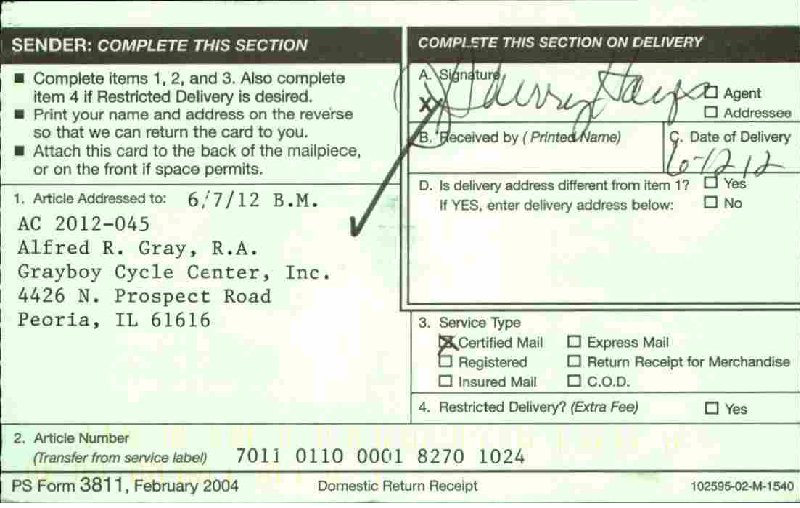 SENDER: COMPLETE THIS SECTION
■ Complete items 1, 2, and 3. Also complete
item 4 if Restricted Delivery is desired.
■ Print your name and address on the reverse
so that we can return the card to you.
■ Attach this card to the back of the mailpiece,
or on the front if space permits.
1. Article Addressed to: 6/7/12 B.M.
AC 2012-045
Alfred R. Gray, R.A.
Grayboy Cycle Center, Inc.
4426 N. Prospect Road
Peoria, IL 61616
2. Article Number
(Transfer from service label) 7011 0110 0001 8270 1024
PS Form 3811, February 2004
Domestic Return Receipt
102595-02-M-1540
COMPLETE THIS SECTION ON DELIVERY
A. Signature
X
☐ Agent
☐ Addressee
B. Received by (Printed Name)
C. Date of Delivery
6-12-12
D. Is delivery address different from item 1? ☐ Yes
If YES, enter delivery address below: ☐ No
3. Service Type
☒ Certified Mail ☐ Express Mail
☐ Registered ☐ Return Receipt for Merchandise
☐ Insured Mail ☐ C.O.D.
4. Restricted Delivery? (Extra Fee) ☐ Yes